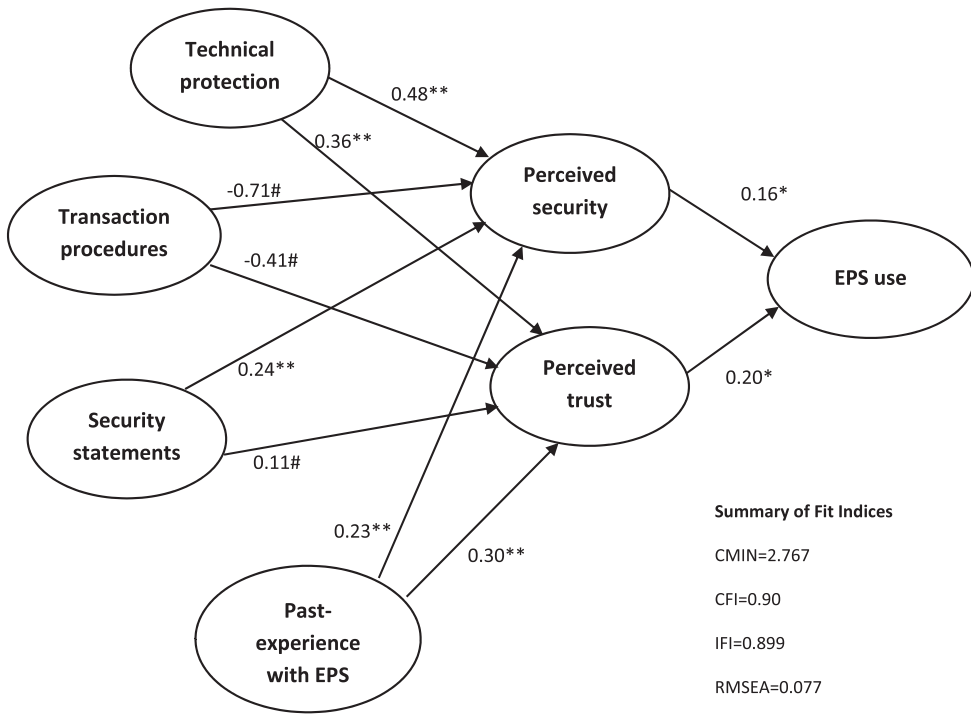 Technical
protection
0.48**
0.36**
Perceived
security
-0.71#
Transaction
procedures
0.16*
-0.41#
EPS use
Perceived
trust
0.24**
0.20*
Security
statements
0.11#
0.23**
0.30**
Past-
experience
with EPS
Summary of Fit Indices
CMIN=2.767
CFI=0.90
IFI=0.899
RMSEA=0.077